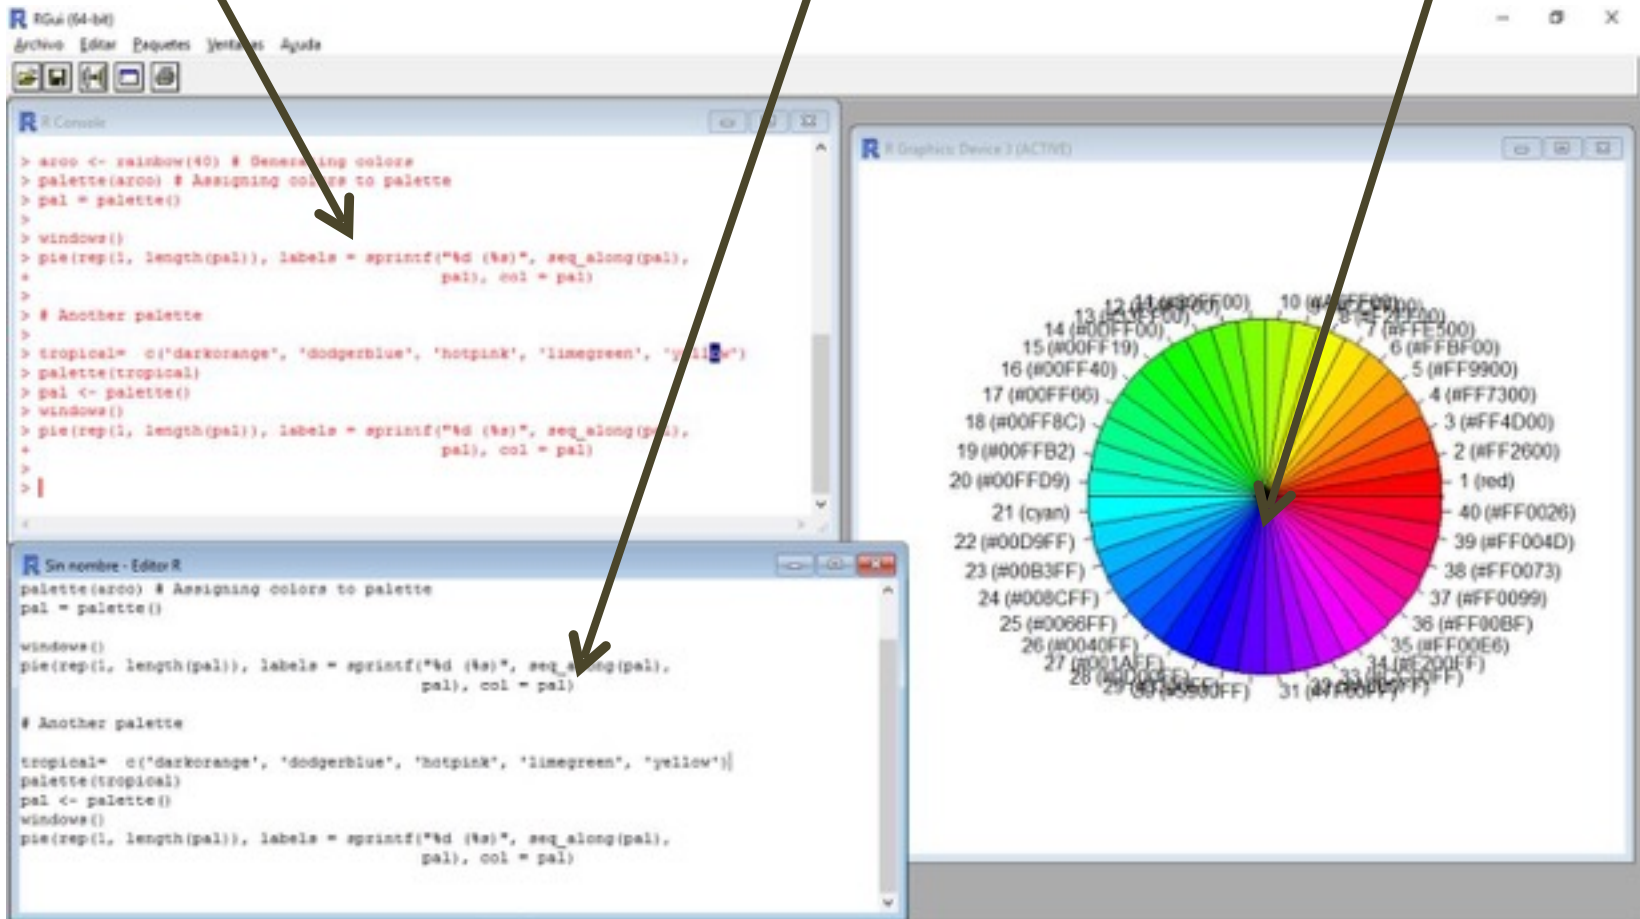 RGui (64-bit)
Archivo Editar Paquetes Ventanas Ayuda
R Console
> arco <- rainbow(40) # Generating colors
> palette(arco) # Assigning colors to palette
> pal = palette()
>
> windows()
> pie(rep(1, length(pal)), labels = sprintf("%d (%s)", seq_along(pal),
+ pal), col = pal)
>
> # Another palette
>
> tropical= c('darkorange', 'dodgerblue', 'hotpink', 'limegreen', 'yellow')
> palette(tropical)
> pal <- palette()
> windows()
> pie(rep(1, length(pal)), labels = sprintf("%d (%s)", seq_along(pal),
+ pal), col = pal)
>
>
Sin nombre - Editor R
palette(arco) # Assigning colors to palette
pal = palette()
windows()
pie(rep(1, length(pal)), labels = sprintf("%d (%s)", seq_along(pal),
pal), col = pal)
# Another palette
tropical= c('darkorange', 'dodgerblue', 'hotpink', 'limegreen', 'yellow')
palette(tropical)
pal <- palette()
windows()
pie(rep(1, length(pal)), labels = sprintf("%d (%s)", seq_along(pal),
pal), col = pal)
R Graphics: Device 3 (ACTIVE)
1 (red)
2 (#FF2600)
3 (#FF4D00)
4 (#FF7300)
5 (#FF9900)
6 (#FFBF00)
7 (#FFE500)
10
14 (#0DFF00)
15 (#00FF19)
16 (#00FF40)
17 (#00FF66)
18 (#00FF8C)
19 (#00FFB2)
20 (#00FFD9)
21 (cyan)
22 (#00D9FF)
23 (#00B3FF)
24 (#008CFF)
25 (#0066FF)
26 (#0040FF)
27 (#001AFF)
28
31
35 (#FF00E6)
36 (#FF00BF)
37 (#FF0099)
38 (#FF0073)
39 (#FF004D)
40 (#FF0026)